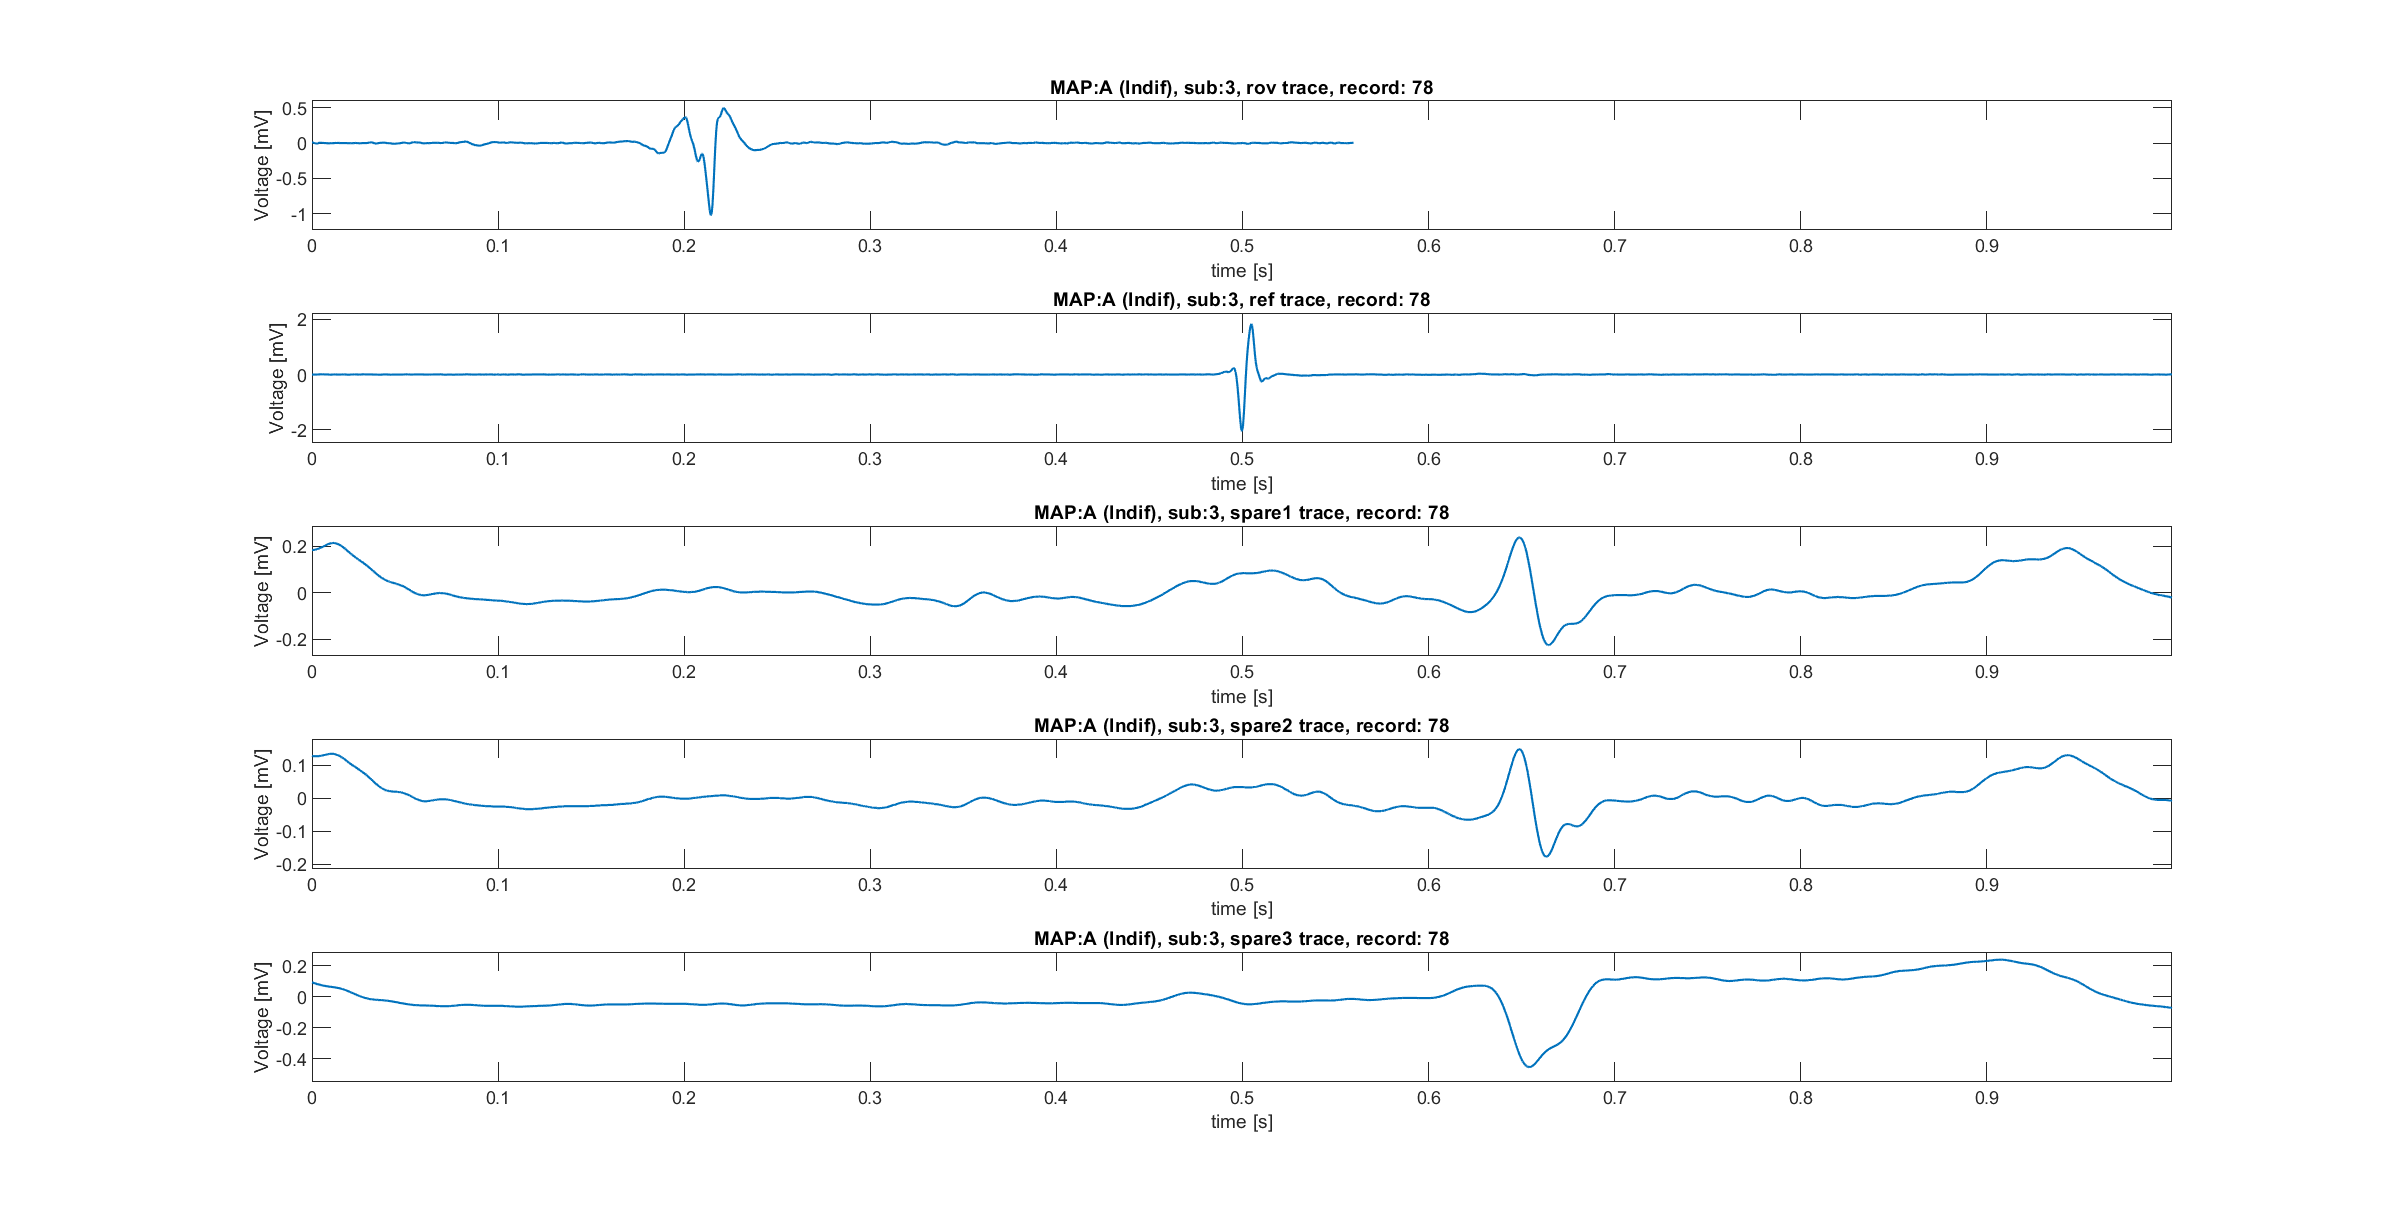 MAP:A (Indif), sub:3, rov trace, record: 78
Voltage [mV]
0.5
0
-0.5
-1
0 0.1 0.2 0.3 0.4 0.5 0.6 0.7 0.8 0.9
time [s]
MAP:A (Indif), sub:3, ref trace, record: 78
Voltage [mV]
2
0
-2
0 0.1 0.2 0.3 0.4 0.5 0.6 0.7 0.8 0.9
time [s]
MAP:A (Indif), sub:3, spare1 trace, record: 78
Voltage [mV]
0.2
0
-0.2
0 0.1 0.2 0.3 0.4 0.5 0.6 0.7 0.8 0.9
time [s]
MAP:A (Indif), sub:3, spare2 trace, record: 78
Voltage [mV]
0.1
0
-0.1
-0.2
0 0.1 0.2 0.3 0.4 0.5 0.6 0.7 0.8 0.9
time [s]
MAP:A (Indif), sub:3, spare3 trace, record: 78
Voltage [mV]
0.2
0
-0.2
-0.4
0 0.1 0.2 0.3 0.4 0.5 0.6 0.7 0.8 0.9
time [s]